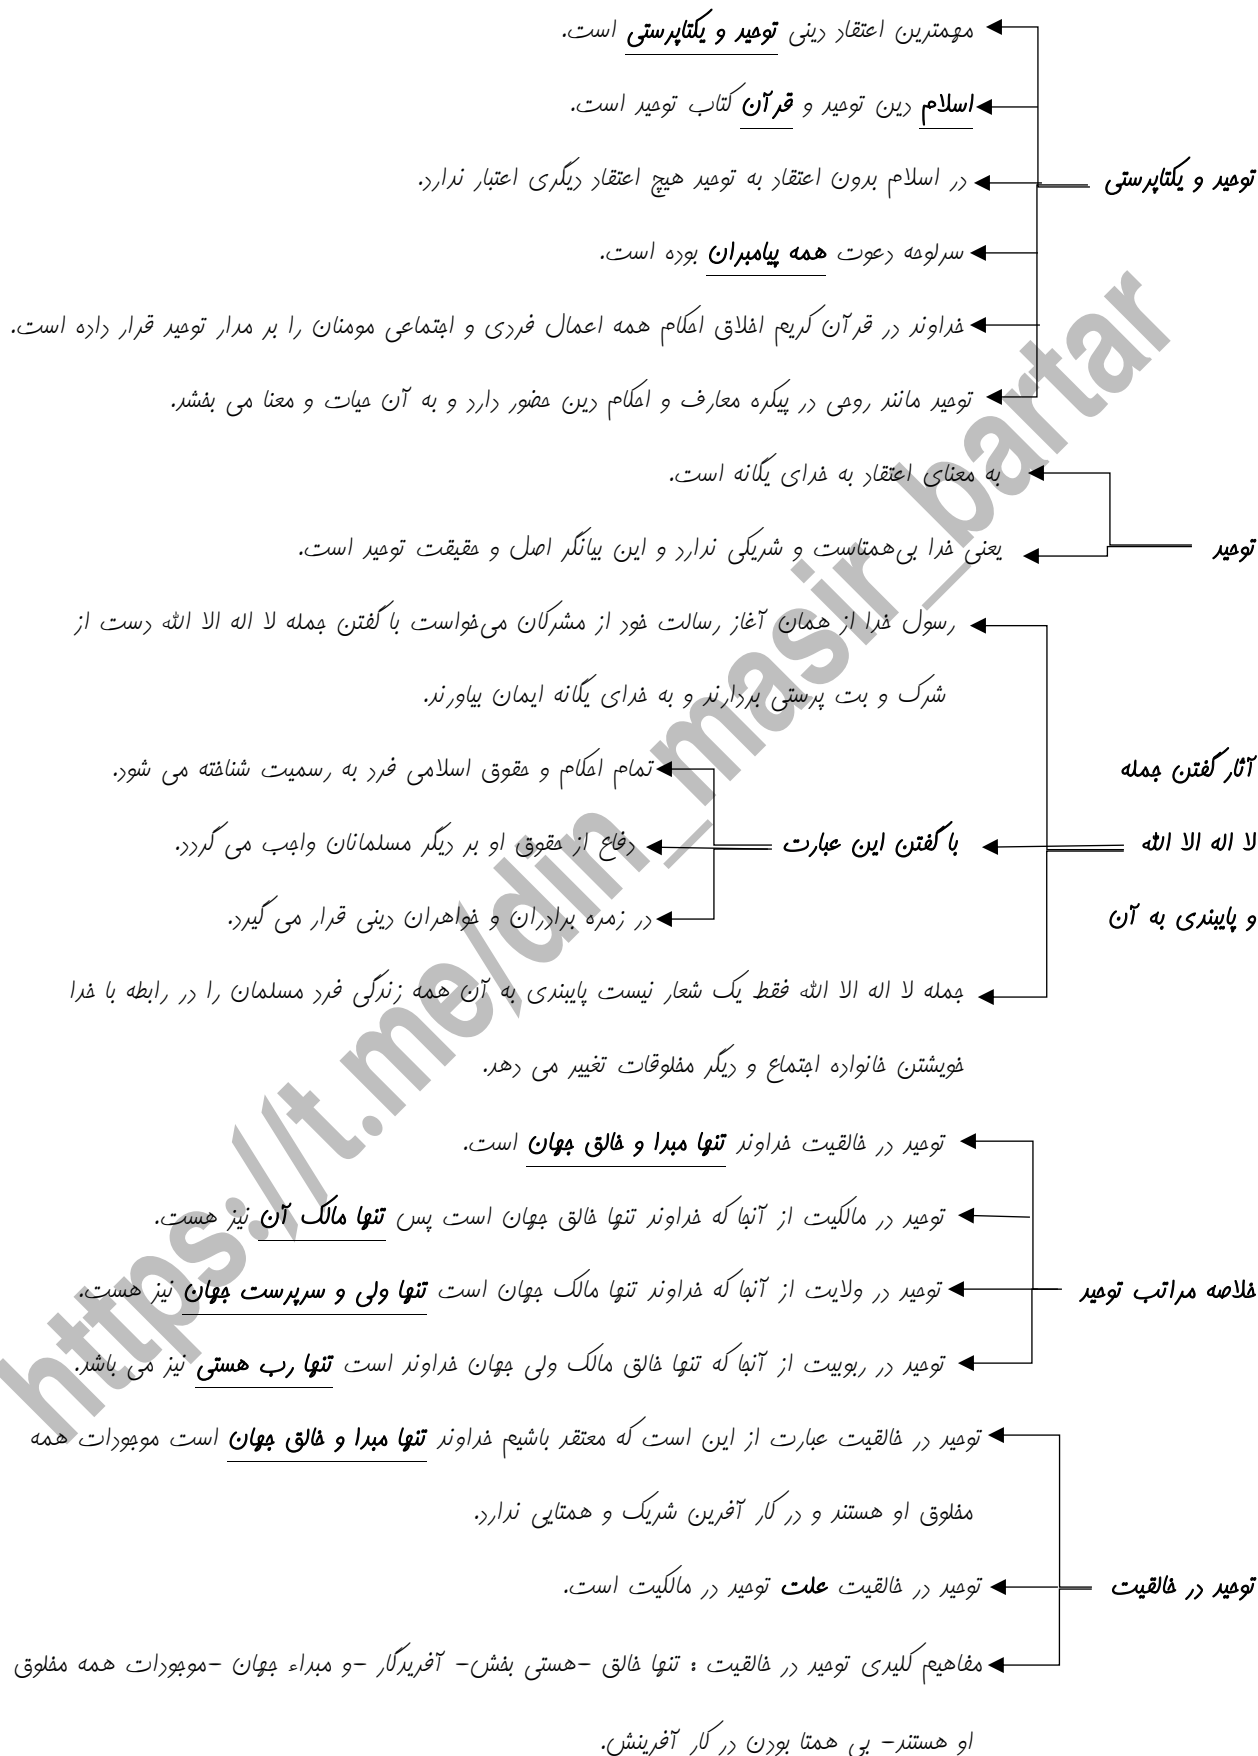 مهمترین اعتقاد دینی توحید و یکتاپرستی است.
اسلام دین توحید و قرآن کتاب توحید است.
توحید و یکتاپرستی
در اسلام بدون اعتقاد به توحید هیچ اعتقاد دیگری اعتبار ندارد.
سرلوحه دعوت همه پیامبران بوده است.
خداوند در قرآن کریم اخلاق احکام همه اعمال فردی و اجتماعی مومنان را بر مدار توحید قرار داده است.
توحید مانند روحی در پیکره معارف و احکام دین حضور دارد و به آن حیات و معنا می بخشد.
به معنای اعتقاد به خدای یگانه است.
توحید
یعنی خدا بی‌همتاست و شریکی ندارد و این بیانگر اصل و حقیقت توحید است.
رسول خدا از همان آغاز رسالت خود از مشرکان می‌خواست با گفتن جمله لا اله الا الله دست از
شرک و بت پرستی بردارند و به خدای یگانه ایمان بیاورند.
آثار گفتن جمله
تمام احکام و حقوق اسلامی فرد به رسمیت شناخته می شود.
لا اله الا الله
با گفتن این عبارت
دفاع از حقوق او بر دیگر مسلمانان واجب می گردد.
و پایبندی به آن
در زمره برادران و خواهران دینی قرار می گیرد.
جمله لا اله الا الله فقط یک شعار نیست پایبندی به آن همه زندگی فرد مسلمان را در رابطه با خدا
خویشتن خانواده اجتماع و دیگر مخلوقات تغییر می دهد.
توحید در خالقیت خداوند تنها مبدا و خالق جهان است.
توحید در مالکیت از آنجا که خداوند تنها خالق جهان است پس تنها مالک آن نیز هست.
خلاصه مراتب توحید
توحید در ولایت از آنجا که خداوند تنها مالک جهان است تنها ولی و سرپرست جهان نیز هست.
توحید در ربوبیت از آنجا که تنها خالق مالک ولی جهان خداوند است تنها رب هستی نیز می باشد.
توحید در خالقیت عبارت از این است که معتقد باشیم خداوند تنها مبدا و خالق جهان است موجودات همه
مخلوق او هستند و در کار آفرین شریک و همتایی ندارد.
توحید در خالقیت
توحید در خالقیت علت توحید در مالکیت است.
مفاهیم کلیدی توحید در خالقیت : تنها خالق -هستی بخش- آفریدگار -و مبداء جهان -موجودات همه مخلوق
او هستند- بی همتا بودن در کار آفرینش.
https://t.me/din_masir_bartar